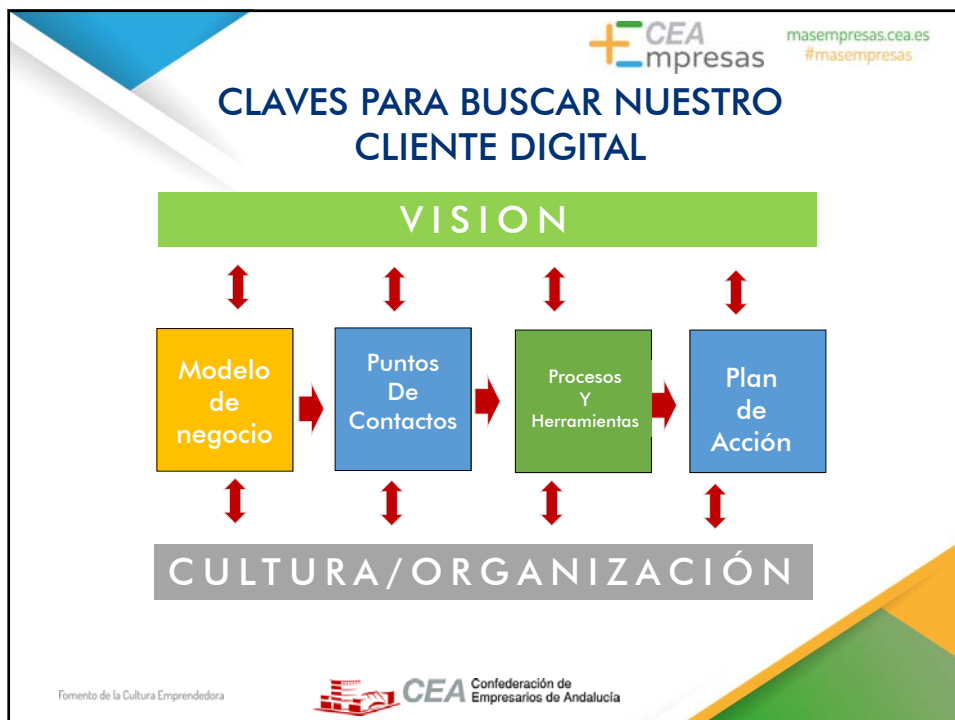 CEA
Empresas
masempresas.cea.es
#masempresas
CLAVES PARA BUSCAR NUESTRO
CLIENTE DIGITAL
VISION
Modelo
de
negocio
Puntos
De
Contactos
Procesos
Y
Herramientas
Plan
de
Acción
CULTURA/ORGANIZACIÓN
Fomento de la Cultura Emprendedora
CEA
Confederación de
Empresarios de Andalucía